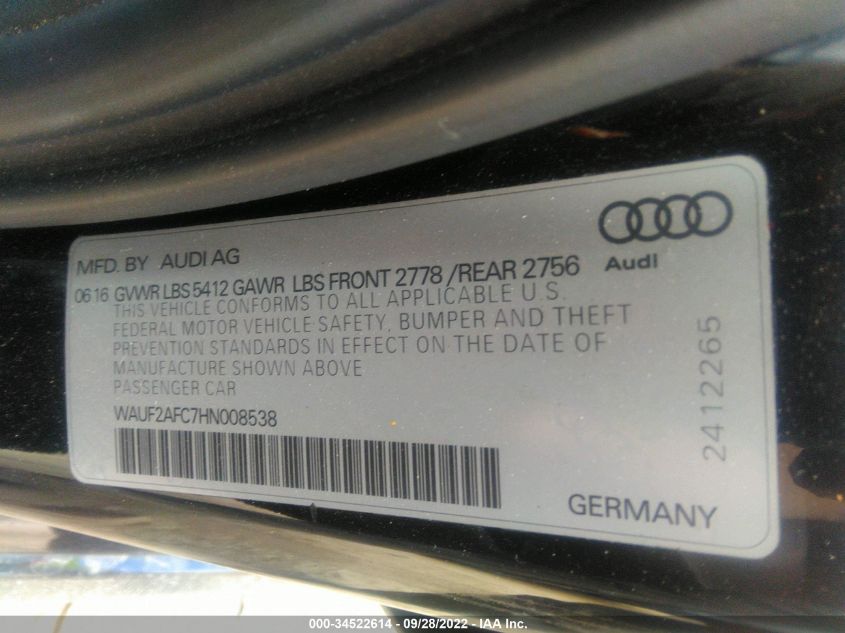 MFD. BY AUDI AG
06 16 GVWR LBS 5412 GAWR LBS FRONT 2778 /REAR 2756
Audi
THIS VEHICLE CONFORMS TO ALL APPLICABLE U.S.
FEDERAL MOTOR VEHICLE SAFETY, BUMPER AND THEFT
PREVENTION STANDARDS IN EFFECT ON THE DATE OF
MANUFACTURE SHOWN ABOVE
PASSENGER CAR
WAUF2AFC7HN008538
2412265
GERMANY
000-34522614 - 09/28/2022 - IAA Inc.